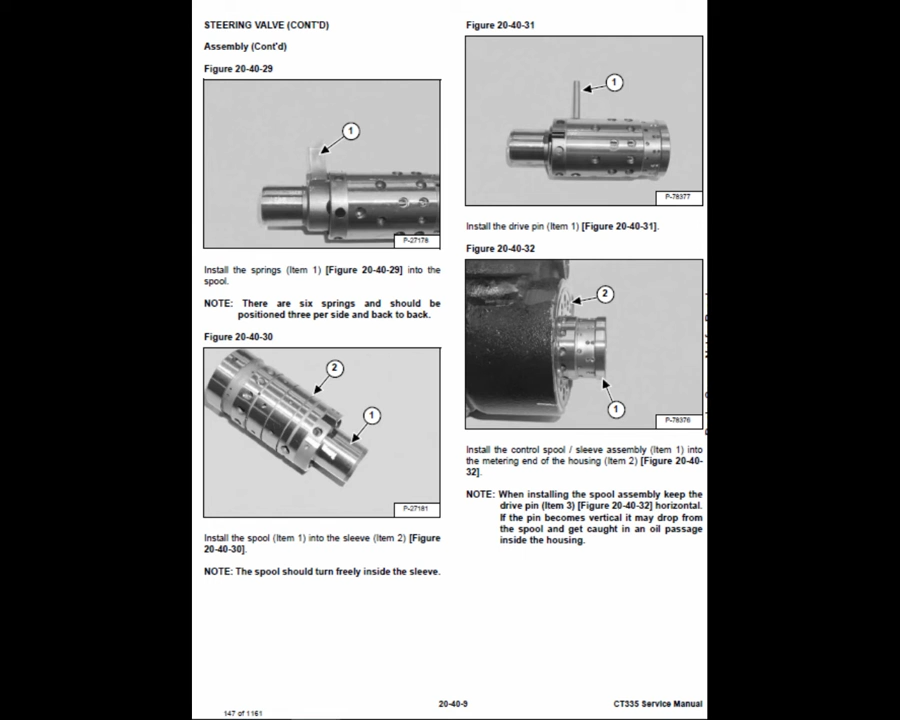 STEERING VALVE (CONT'D)
Assembly (Cont'd)
Figure 20-40-29
1
P-27178
Install the springs (Item 1) [Figure 20-40-29] into the
spool.
NOTE: There are six springs and should be
positioned three per side and back to back.
Figure 20-40-30
2
1
P-27181
Install the spool (Item 1) into the sleeve (Item 2) [Figure
20-40-30].
NOTE: The spool should turn freely inside the sleeve.
Figure 20-40-31
1
P-78377
Install the drive pin (Item 1) [Figure 20-40-31].
Figure 20-40-32
2
1
P-78376
Install the control spool / sleeve assembly (Item 1) into
the metering end of the housing (Item 2) [Figure 20-40-
32].
NOTE: When installing the spool assembly keep the
drive pin (Item 3) [Figure 20-40-32] horizontal.
If the pin becomes vertical it may drop from
the spool and get caught in an oil passage
inside the housing.
147 of 1161
20-40-9
CT335 Service Manual